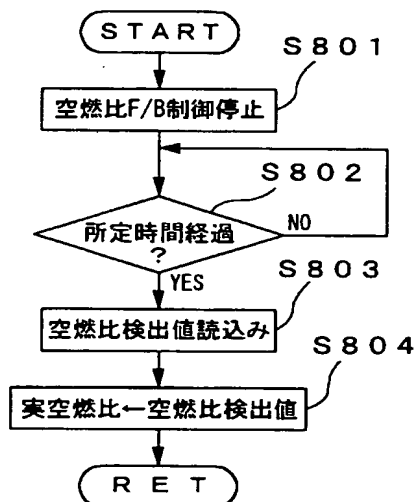 START
S801
空燃比F/B制御停止
S802
所定時間経過
?
NO
YES
S803
空燃比検出値読込み
S804
実空燃比←空燃比検出値
RET